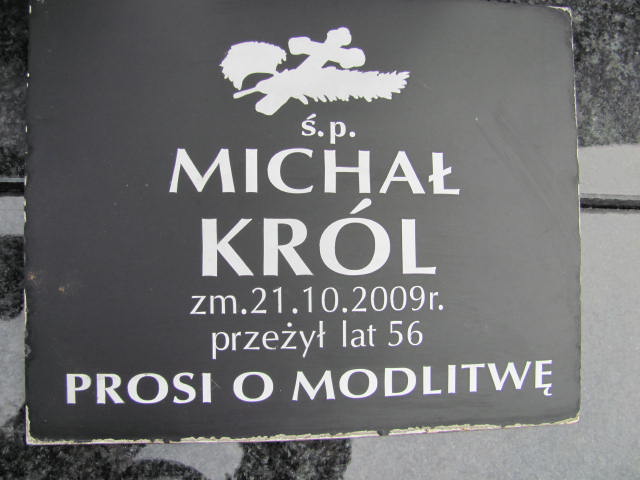 ś.p.
MICHAŁ
KRÓL
zm.21.10.2009r.
przeżył lat 56
PROSI O MODLITWĘ